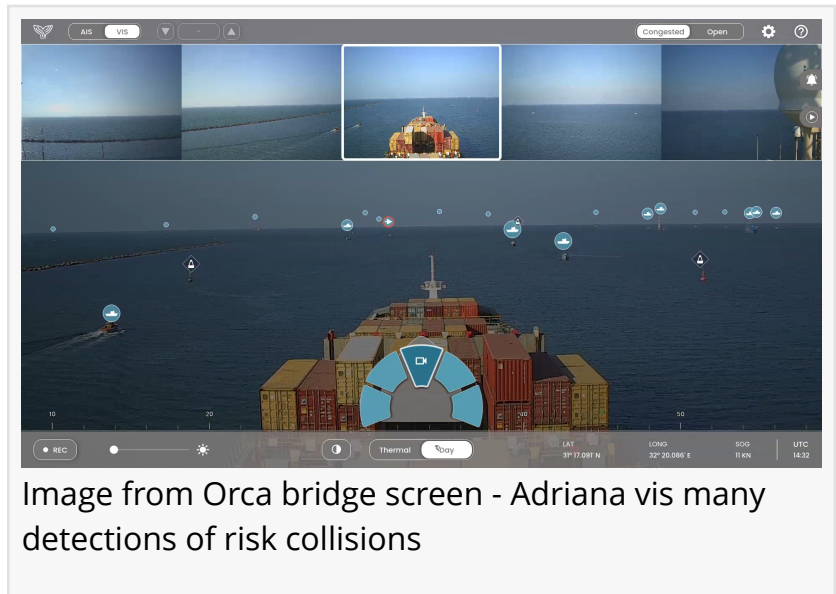 AIS VIS - Congested Open
10 20 50
REC Thermal Day
LAT LONG SOG UTC
31° 17.091' N 32° 20.086' E 11 KN 14:32
Image from Orca bridge screen - Adriana vis many
detections of risk collisions